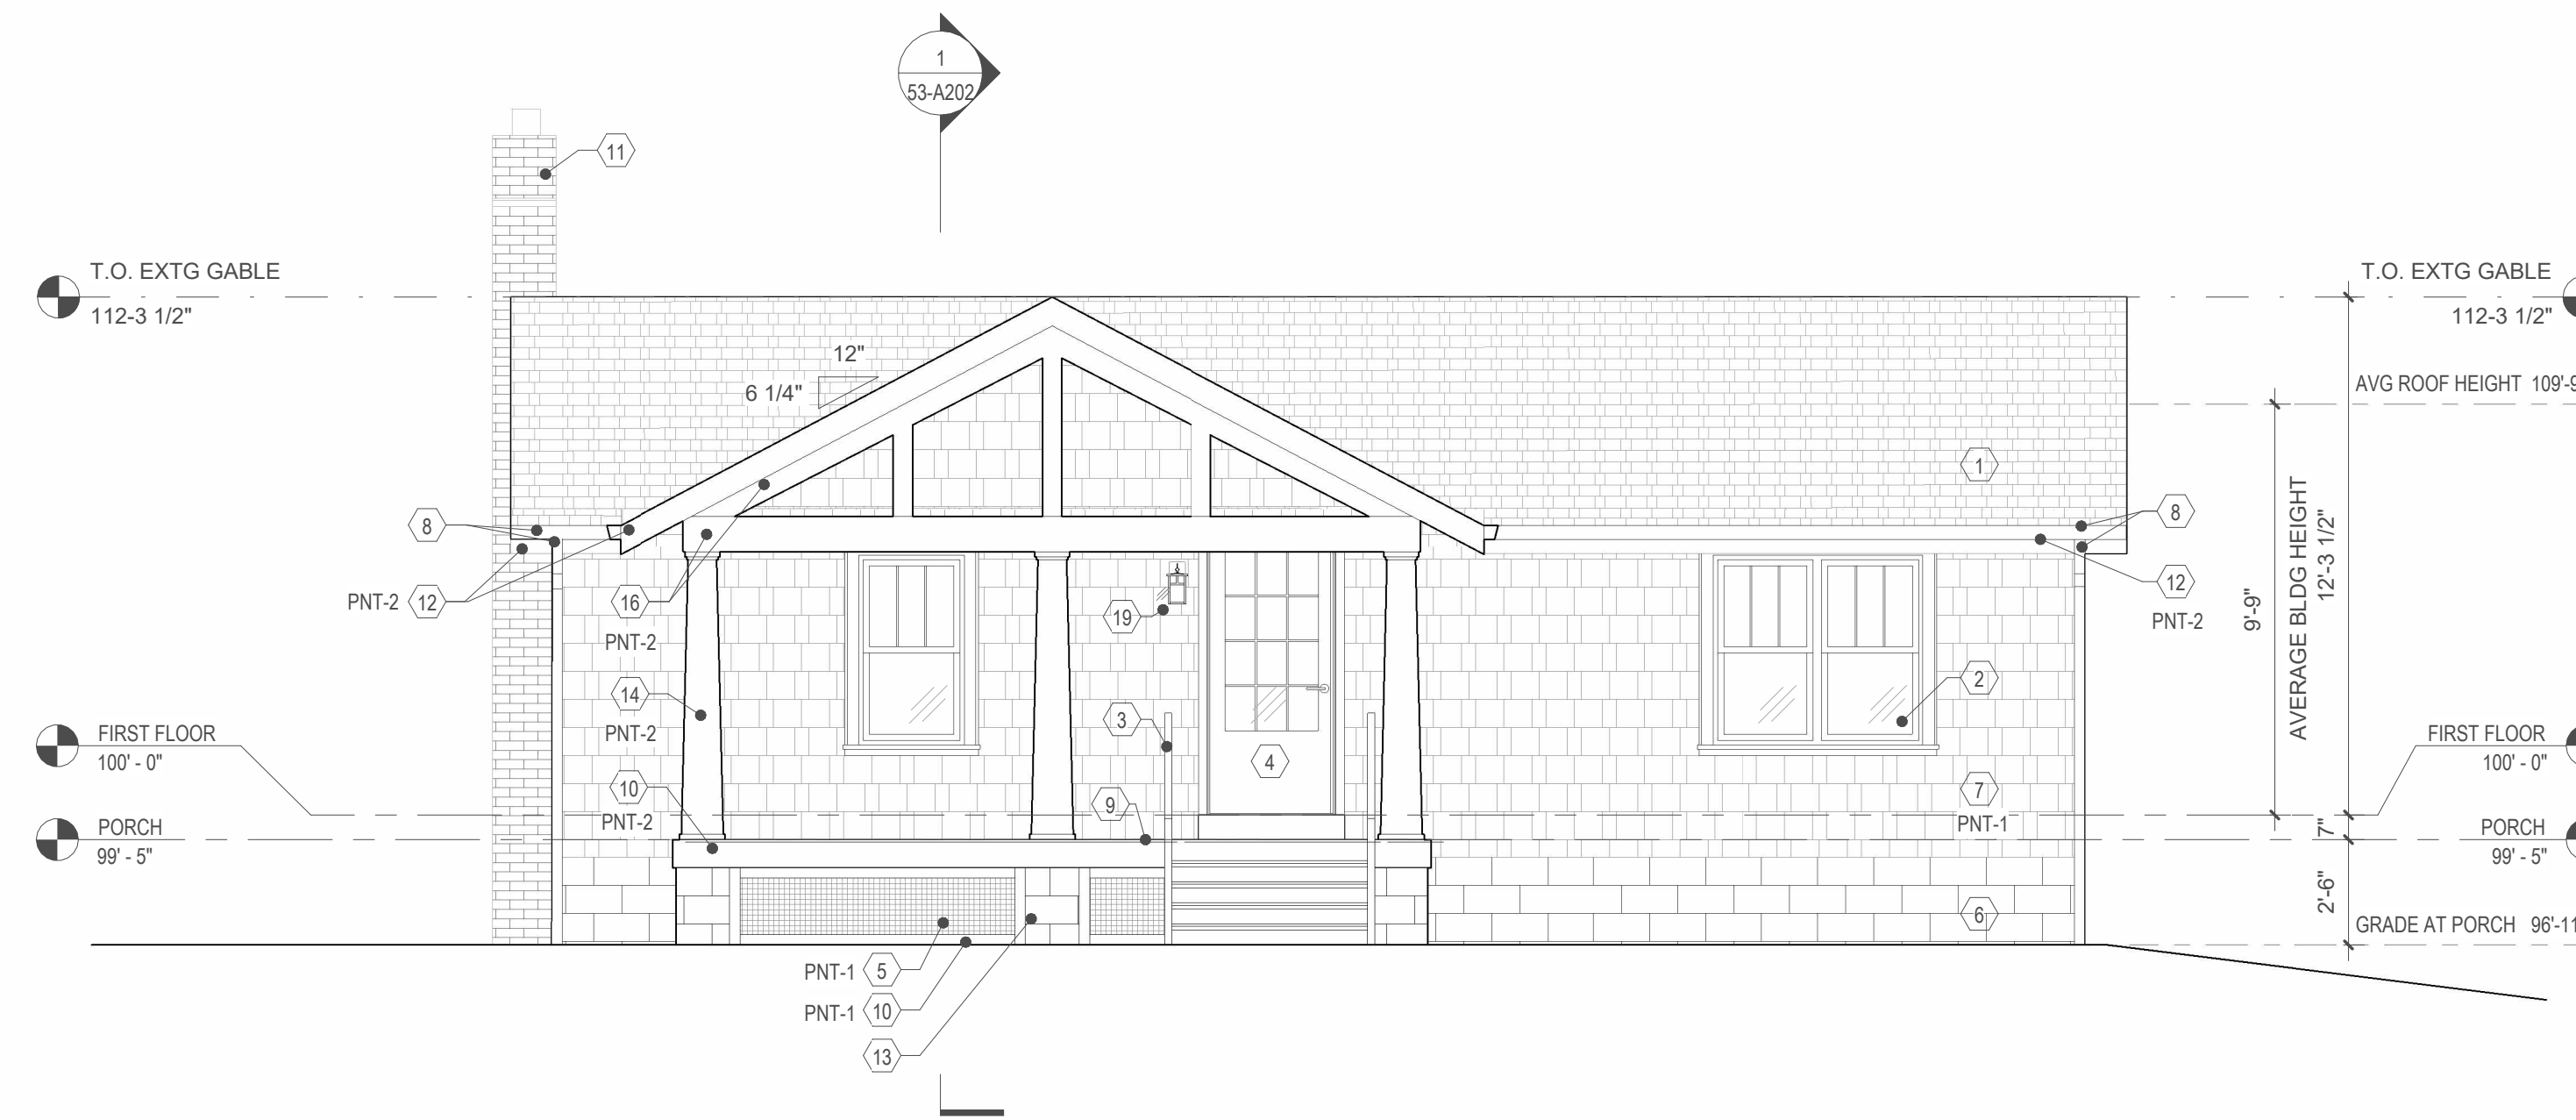 1
53-A202
11
T.O. EXTG GABLE
112-3 1/2"
T.O. EXTG GABLE
112-3 1/2"
12"
6 1/4"
AVG ROOF HEIGHT 109'-9
1
8
8
12
PNT-2
PNT-2 12
16
PNT-2
19
14
PNT-2
3
2
4
10
PNT-2
9
7
PNT-1
6
9'-9"
AVERAGE BLDG HEIGHT
12'-3 1/2"
7"
2'-6"
FIRST FLOOR
100' - 0"
PORCH
99' - 5"
FIRST FLOOR
100' - 0"
PORCH
99' - 5"
GRADE AT PORCH 96'-11
PNT-1 5
PNT-1 10
13